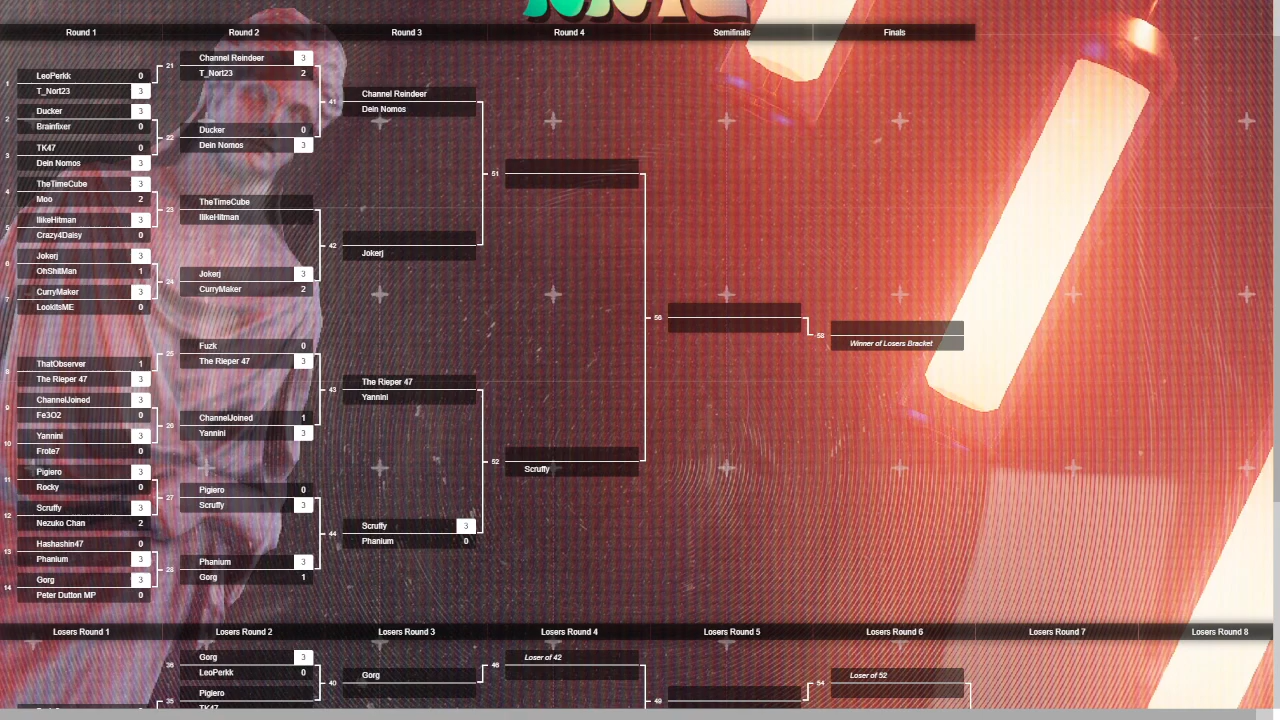 Round 1
Round 2
Round 3
Round 4
Semifinals
Finals
1
LeoPerkk 0
T_Nort23 3
2
Ducker 3
Brainfixer 0
3
TK47 0
Dein Nomos 3
4
TheTimeCube 3
Moo 2
5
IlikeHitman 3
Crazy4Daisy 0
6
Jokerj 3
OhShitMan 1
7
CurryMaker 3
LookItsME 0
8
ThatObserver 1
The Rieper 47 3
9
ChannelJoined 3
Fe3O2 0
10
Yannini 3
Frote7 0
11
Pigiero 3
Rocky 0
12
Scruffy 3
Nezuko Chan 2
13
Hashashin47 0
Phanium 3
14
Gorg 3
Peter Dutton MP 0
21
Channel Reindeer 3
T_Nort23 2
22
Ducker 0
Dein Nomos 3
23
TheTimeCube
IlikeHitman
24
Jokerj 3
CurryMaker 2
25
Fuzk 0
The Rieper 47 3
26
ChannelJoined 1
Yannini 3
27
Pigiero 0
Scruffy 3
28
Phanium 3
Gorg 1
41
Channel Reindeer
Dein Nomos
42
Jokerj
43
The Rieper 47
Yannini
44
Scruffy 3
Phanium 0
51
52
Scruffy
56
58
Winner of Losers Bracket
Losers Round 1
Losers Round 2
Losers Round 3
Losers Round 4
Losers Round 5
Losers Round 6
Losers Round 7
Losers Round 8
36
Gorg 3
LeoPerkk 0
35
Pigiero
TK47
40
Gorg
46
Loser of 42
49
54
Loser of 52